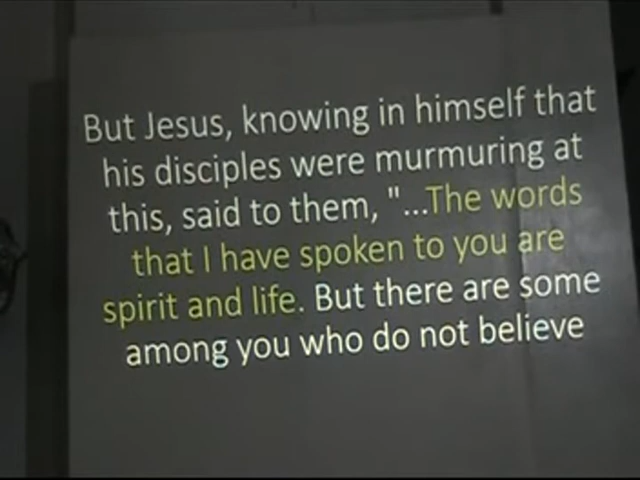 But Jesus, knowing in himself that
his disciples were murmuring at
this, said to them, "...The words
that I have spoken to you are
spirit and life. But there are some
among you who do not believe